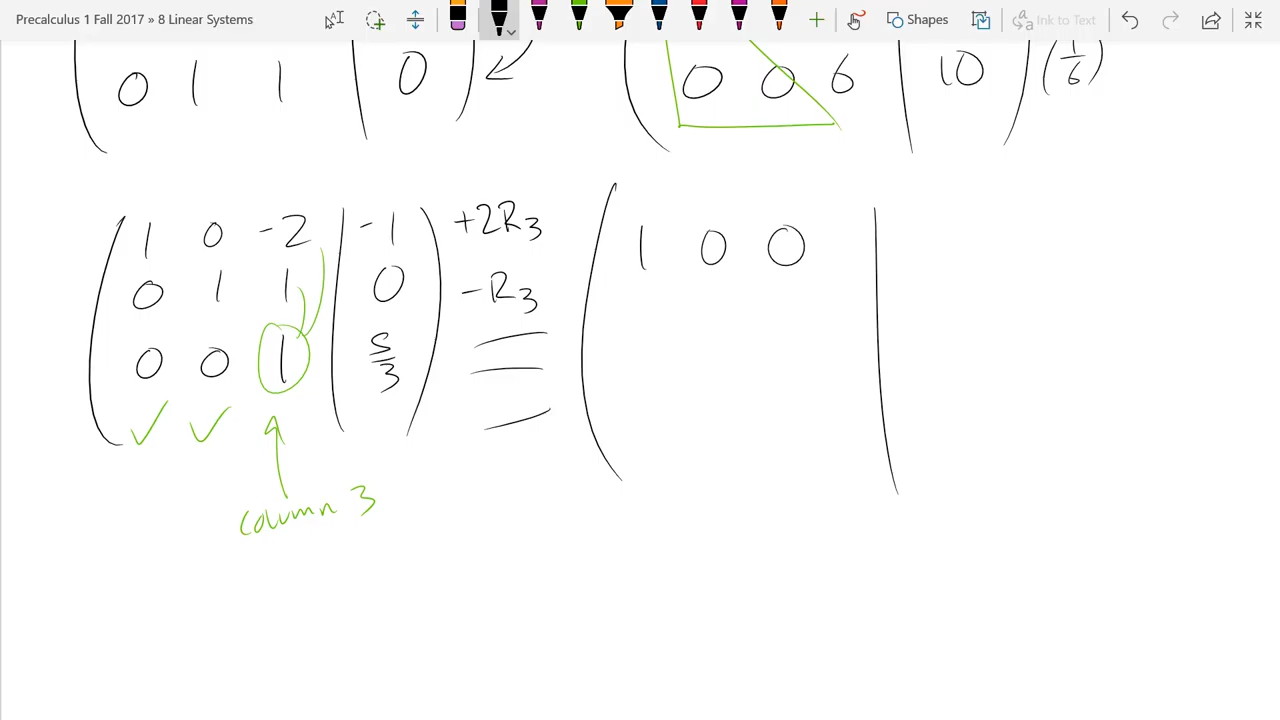 Precalculus 1 Fall 2017 » 8 Linear Systems
Shapes
Ink to Text
0 1 1 | 0
0 0 6 | 10 (1/6)
1 0 -2 | -1 +2R3
0 1 1 | 0 -R3
0 0 1 | 5/3
1 0 0
column 3